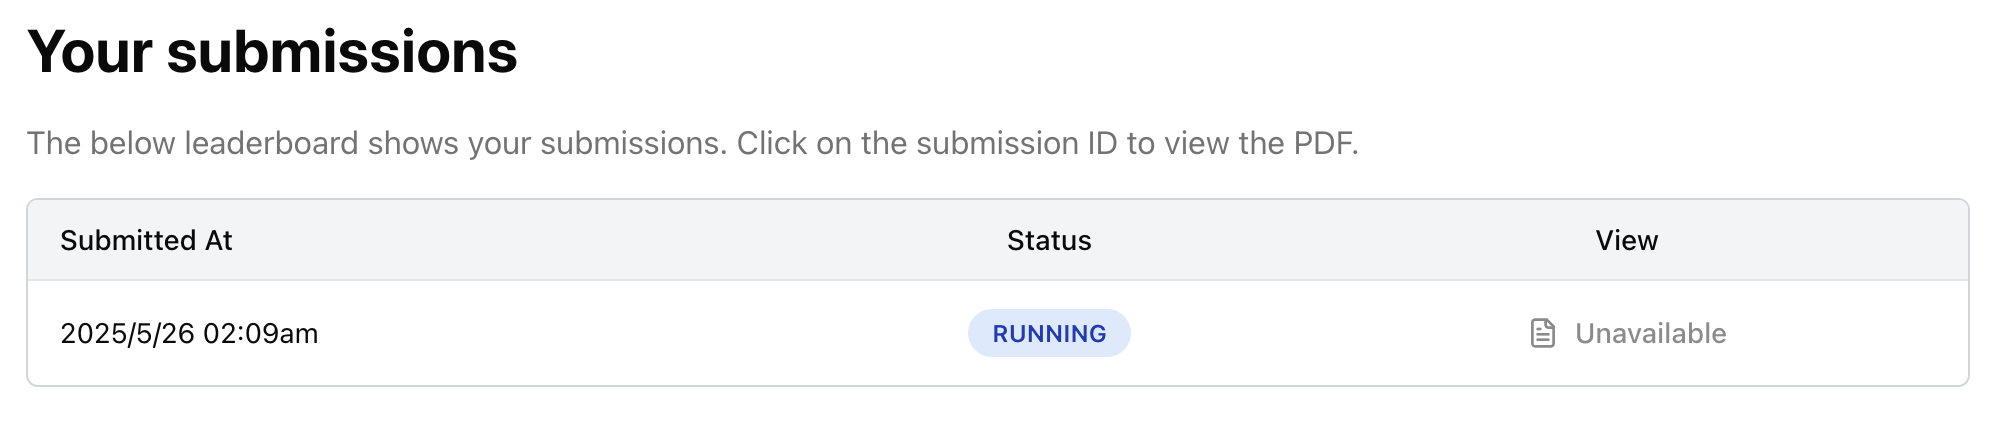 Your submissions
The below leaderboard shows your submissions. Click on the submission ID to view the PDF.
Submitted At Status View
2025/5/26 02:09am RUNNING Unavailable